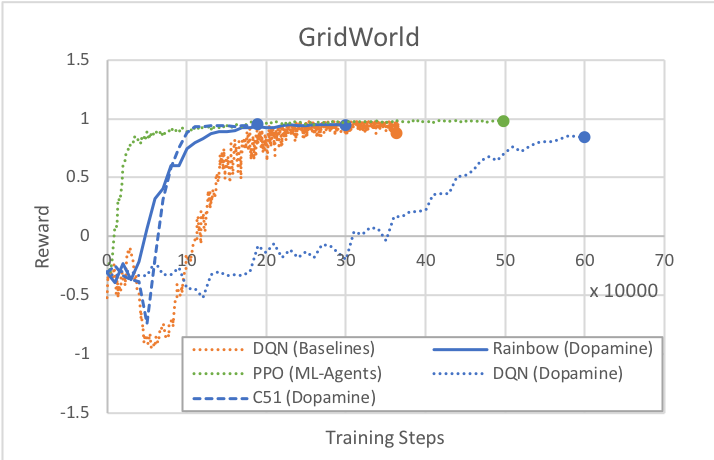 GridWorld
1.5
1
0.5
0
-0.5
-1
-1.5
Reward
0 10 20 30 40 50 60 70
x 10000
DQN (Baselines) Rainbow (Dopamine)
PPO (ML-Agents) DQN (Dopamine)
C51 (Dopamine)
Training Steps